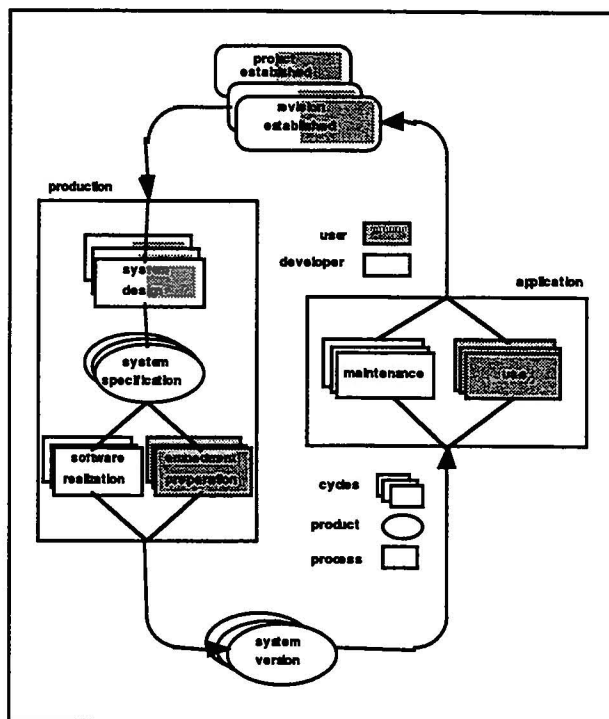 project
established
revision
established
production
system
design
system
specification
software
realization
embedment
preparation
user
developer
application
maintenance
use
cycles
product
process
system
version